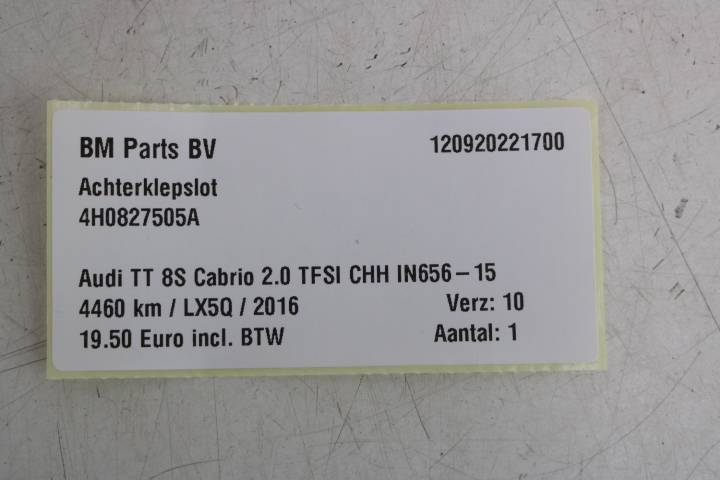 BM Parts BV 120920221700
Achterklepslot
4H0827505A
Audi TT 8S Cabrio 2.0 TFSI CHH IN656-15
4460 km / LX5Q / 2016 Verz: 10
19.50 Euro incl. BTW Aantal: 1